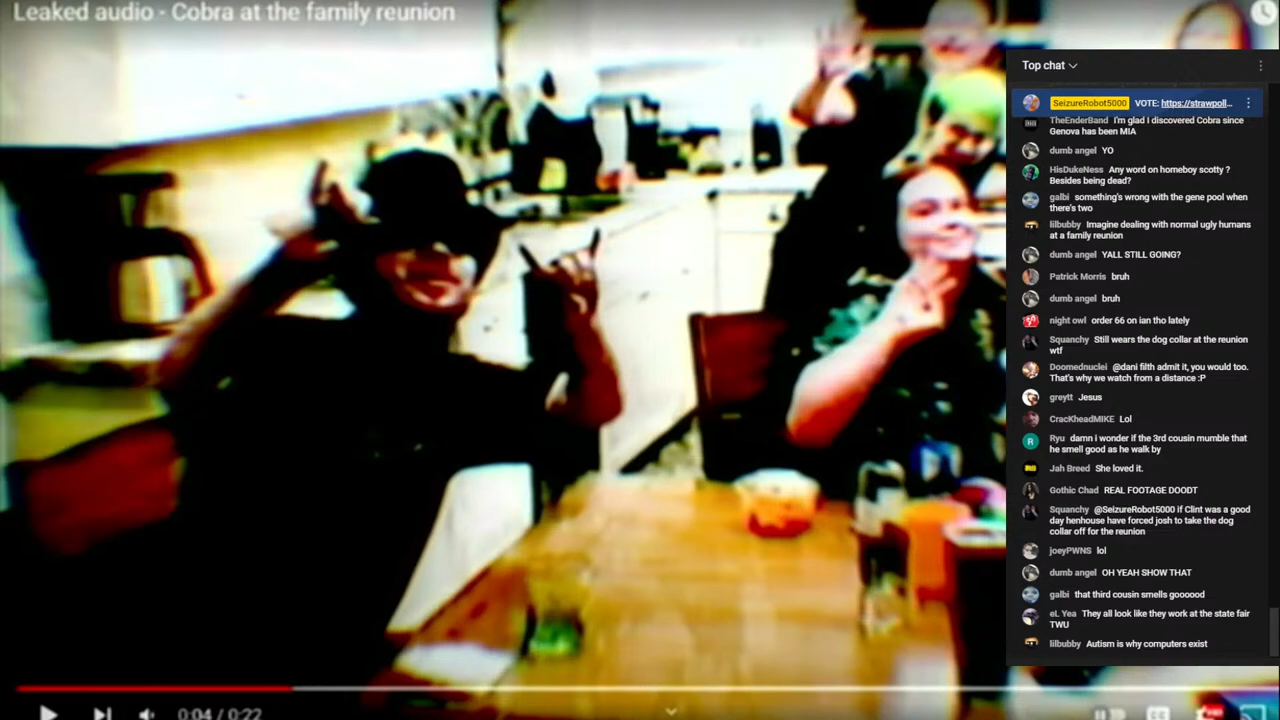 Leaked audio - Cobra at the family reunion
Top chat
SeizureRobot5000 VOTE: https://strawpoll...
TheEnderBand I'm glad I discovered Cobra since
Genova has been MIA
dumb angel YO
HisDukeNess Any word on homeboy scotty ?
Besides being dead?
galbi something's wrong with the gene pool when
there's two
lilbubby Imagine dealing with normal ugly humans
at a family reunion
dumb angel YALL STILL GOING?
Patrick Morris bruh
dumb angel bruh
night owl order 66 on ian tho lately
Squanchy Still wears the dog collar at the reunion
wtf
Doomednuclei @dani filth admit it, you would too.
That's why we watch from a distance :P
greytt Jesus
CracKheadMIKE Lol
R
Ryu damn i wonder if the 3rd cousin mumble that
he smell good as he walk by
Jah Breed She loved it.
Gothic Chad REAL FOOTAGE DOODT
Squanchy @SeizureRobot5000 if Clint was a good
day henhouse have forced josh to take the dog
collar off for the reunion
joeyPWNS lol
dumb angel OH YEAH SHOW THAT
galbi that third cousin smells goooood
eL Yea They all look like they work at the state fair
TWU
lilbubby Autism is why computers exist
0:04 / 0:22